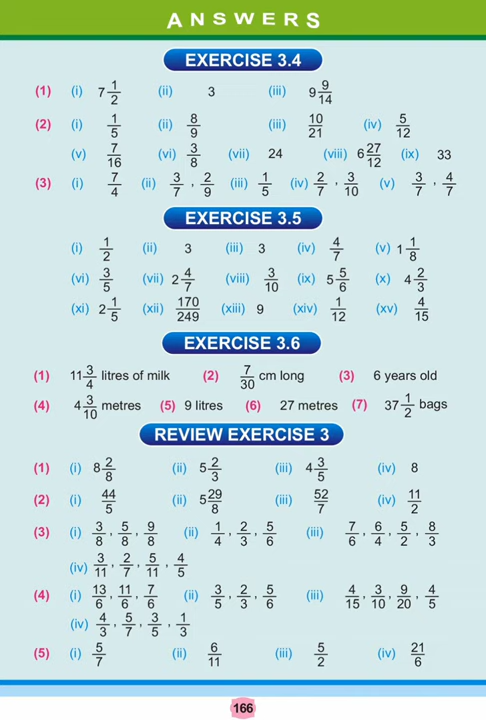 ANSWERS
EXERCISE 3.4
(1) (i) 7 1/2 (ii) 3 (iii) 9 9/14
(2) (i) 1/5 (ii) 8/9 (iii) 10/21 (iv) 5/12
(v) 7/16 (vi) 3/8 (vii) 24 (viii) 6 27/12 (ix) 33
(3) (i) 7/4 (ii) 3/7 , 2/9 (iii) 1/5 (iv) 2/7 , 3/10 (v) 3/7 , 4/7
EXERCISE 3.5
(i) 1/2 (ii) 3 (iii) 3 (iv) 4/7 (v) 1 1/8
(vi) 3/5 (vii) 2 4/7 (viii) 3/10 (ix) 5 5/6 (x) 4 2/3
(xi) 2 1/5 (xii) 170/249 (xiii) 9 (xiv) 1/12 (xv) 4/15
EXERCISE 3.6
(1) 11 3/4 litres of milk (2) 7/30 cm long (3) 6 years old
(4) 4 3/10 metres (5) 9 litres (6) 27 metres (7) 37 1/2 bags
REVIEW EXERCISE 3
(1) (i) 8 2/8 (ii) 5 2/3 (iii) 4 3/5 (iv) 8
(2) (i) 44/5 (ii) 5 29/8 (iii) 52/7 (iv) 11/2
(3) (i) 3/8 , 5/8 , 9/8 (ii) 1/4 , 2/3 , 5/6 (iii) 7/6 , 6/4 , 5/2 , 8/3
(iv) 3/11 , 2/7 , 5/11 , 4/5
(4) (i) 13/6 , 11/6 , 7/6 (ii) 3/5 , 2/3 , 5/6 (iii) 4/15 , 3/10 , 9/20 , 4/5
(iv) 4/3 , 5/7 , 3/5 , 1/3
(5) (i) 5/7 (ii) 6/11 (iii) 5/2 (iv) 21/6
166